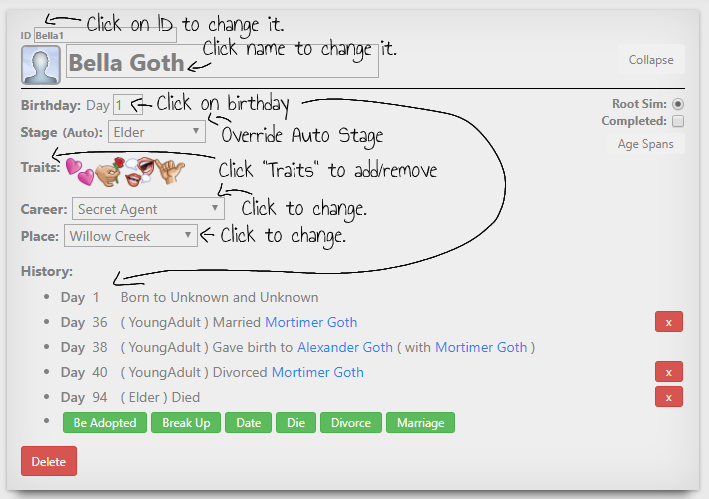 Click on ID to change it.
ID Bella1
Bella Goth Click name to change it.
Collapse
Birthday: Day 1 Click on birthday
Root Sim:
Stage (Auto): Elder Override Auto Stage
Completed:
Age Spans
Traits: Click "Traits" to add/remove
Career: Secret Agent Click to change.
Place: Willow Creek Click to change.
History:
Day 1 Born to Unknown and Unknown
Day 36 ( YoungAdult ) Married Mortimer Goth x
Day 38 ( YoungAdult ) Gave birth to Alexander Goth ( with Mortimer Goth )
Day 40 ( YoungAdult ) Divorced Mortimer Goth x
Day 94 ( Elder ) Died x
Be Adopted Break Up Date Die Divorce Marriage
Delete